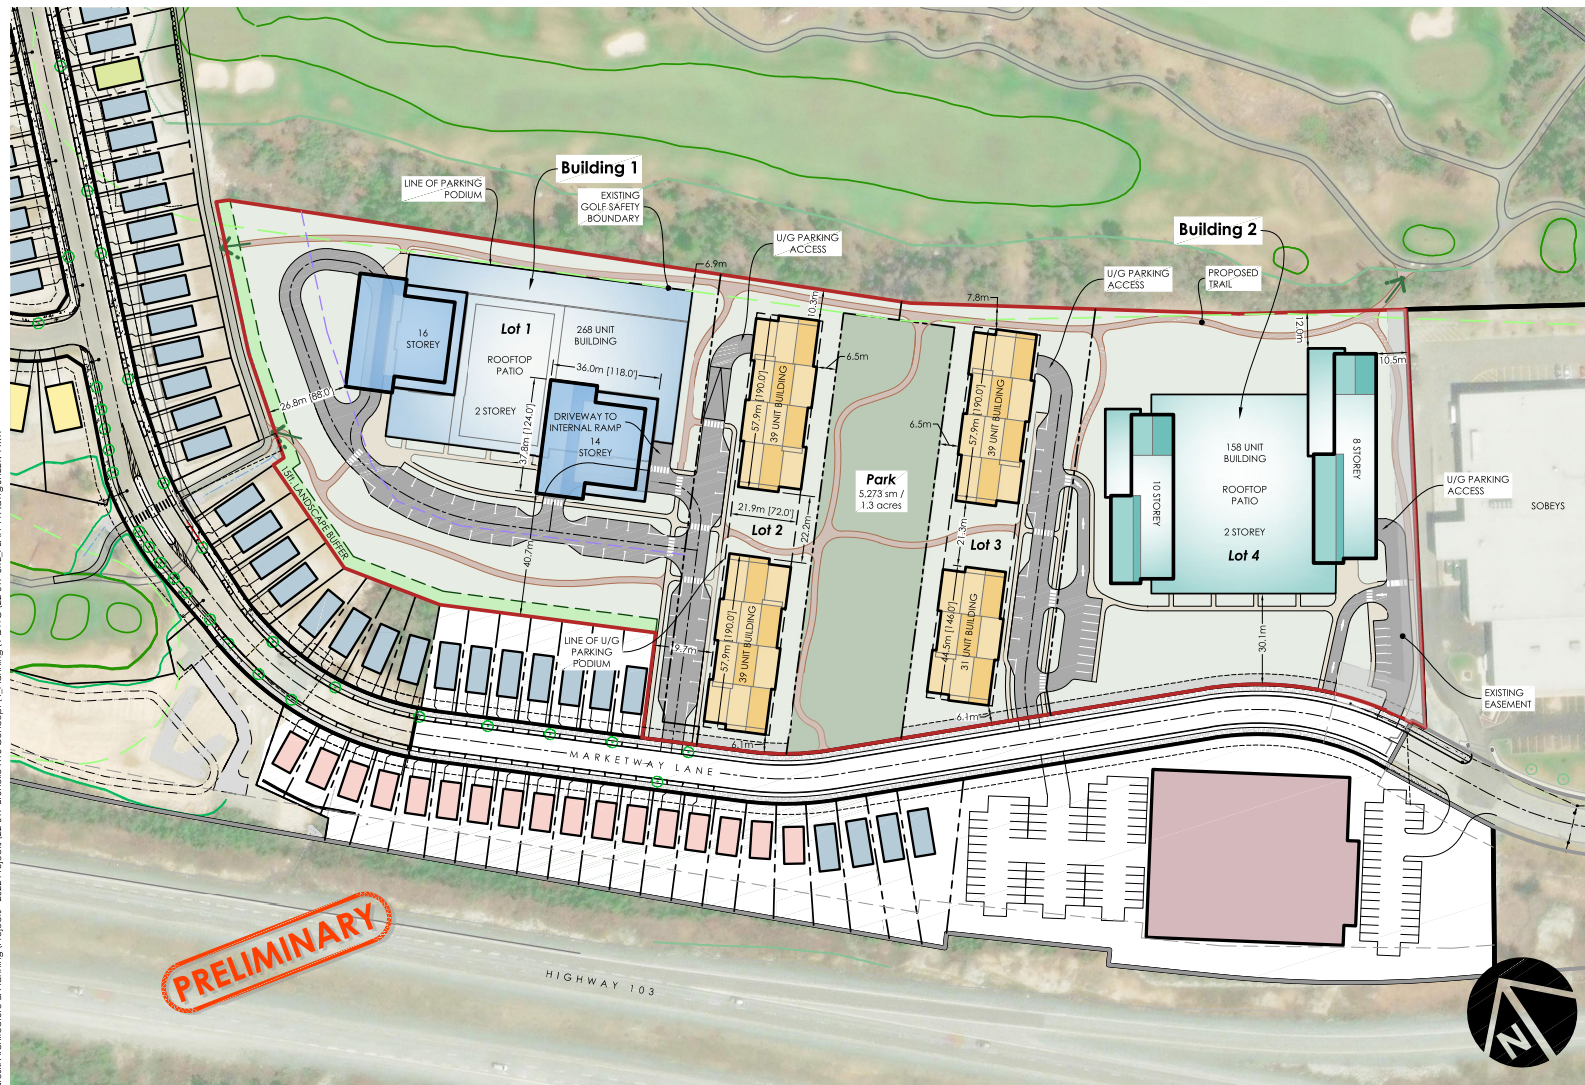 Building 1
LINE OF PARKING
PODIUM
EXISTING
GOLF SAFETY
BOUNDARY
U/G PARKING
ACCESS
Building 2
U/G PARKING
ACCESS
PROPOSED
TRAIL
6.9m
10.3m
7.8m
12.0m
10.5m
16
STOREY
Lot 1
ROOFTOP
PATIO
2 STOREY
268 UNIT
BUILDING
36.0m [118.0']
37.8m [124.0']
DRIVEWAY TO
INTERNAL RAMP
14
STOREY
26.8m [88.0']
15ft LANDSCAPE BUFFER
40.7m
6.5m
57.9m [190.0']
39 UNIT BUILDING
21.9m [72.0']
Lot 2
22.2m
57.9m [190.0']
39 UNIT BUILDING
9.7m
6.1m
LINE OF U/G
PARKING
PODIUM
Park
5,273 sm /
1.3 acres
6.5m
57.9m [190.0']
39 UNIT BUILDING
21.3m
Lot 3
44.5m [146.0']
31 UNIT BUILDING
6.1m
10 STOREY
158 UNIT
BUILDING
ROOFTOP
PATIO
2 STOREY
Lot 4
8 STOREY
30.1m
U/G PARKING
ACCESS
SOBEYS
EXISTING
EASEMENT
MARKETWAY LANE
PRELIMINARY
HIGHWAY 103
N